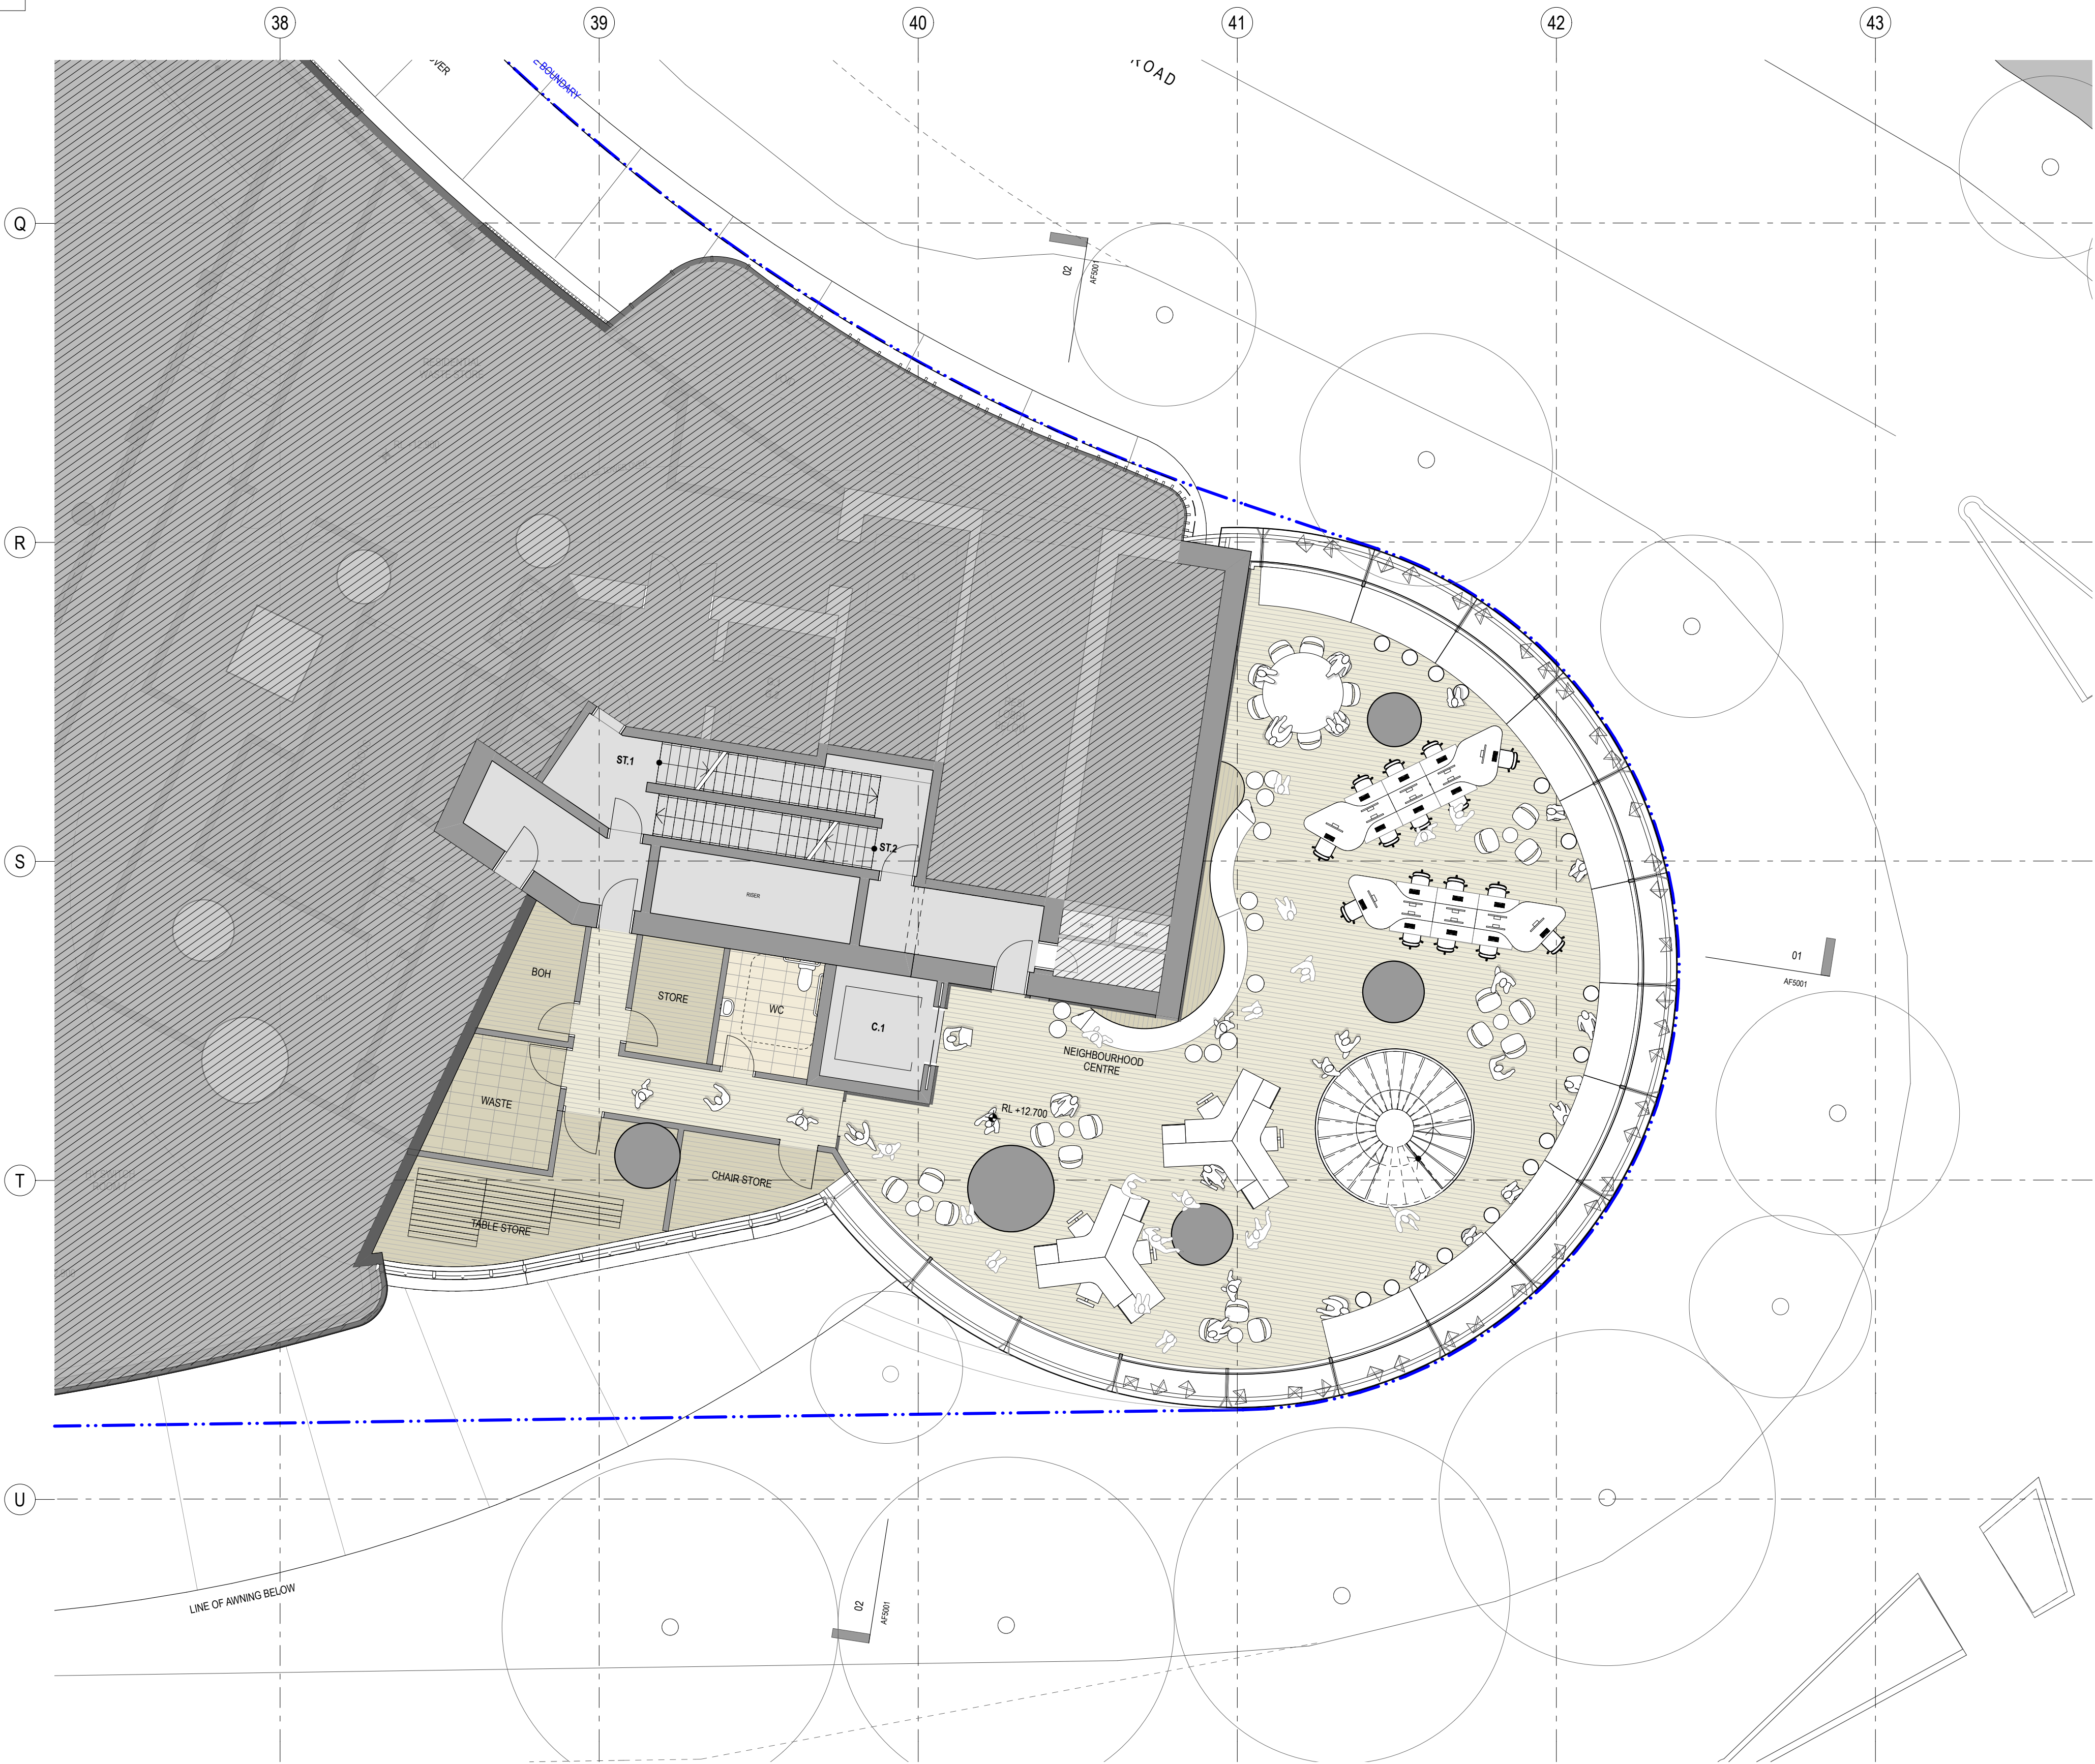 38
39
40
41
42
43
OVER
BOUNDARY
ROAD
Q
02
AF5001
R
ST.1
ST.2
S
RISER
BOH
STORE
WC
C.1
01
AF5001
NEIGHBOURHOOD
CENTRE
WASTE
RL +12.700
T
CHAIR STORE
TABLE STORE
U
LINE OF AWNING BELOW
02
AF5001